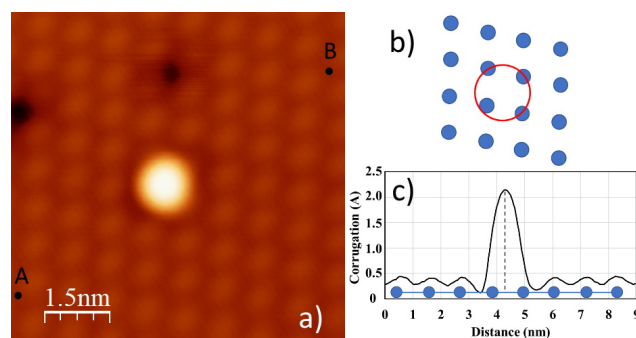 B
A
1.5nm
a)
b)
c)
Corrugation (A)
2.5
2.0
1.5
1.0
0.5
0
0 1 2 3 4 5 6 7 8 9
Distance (nm)